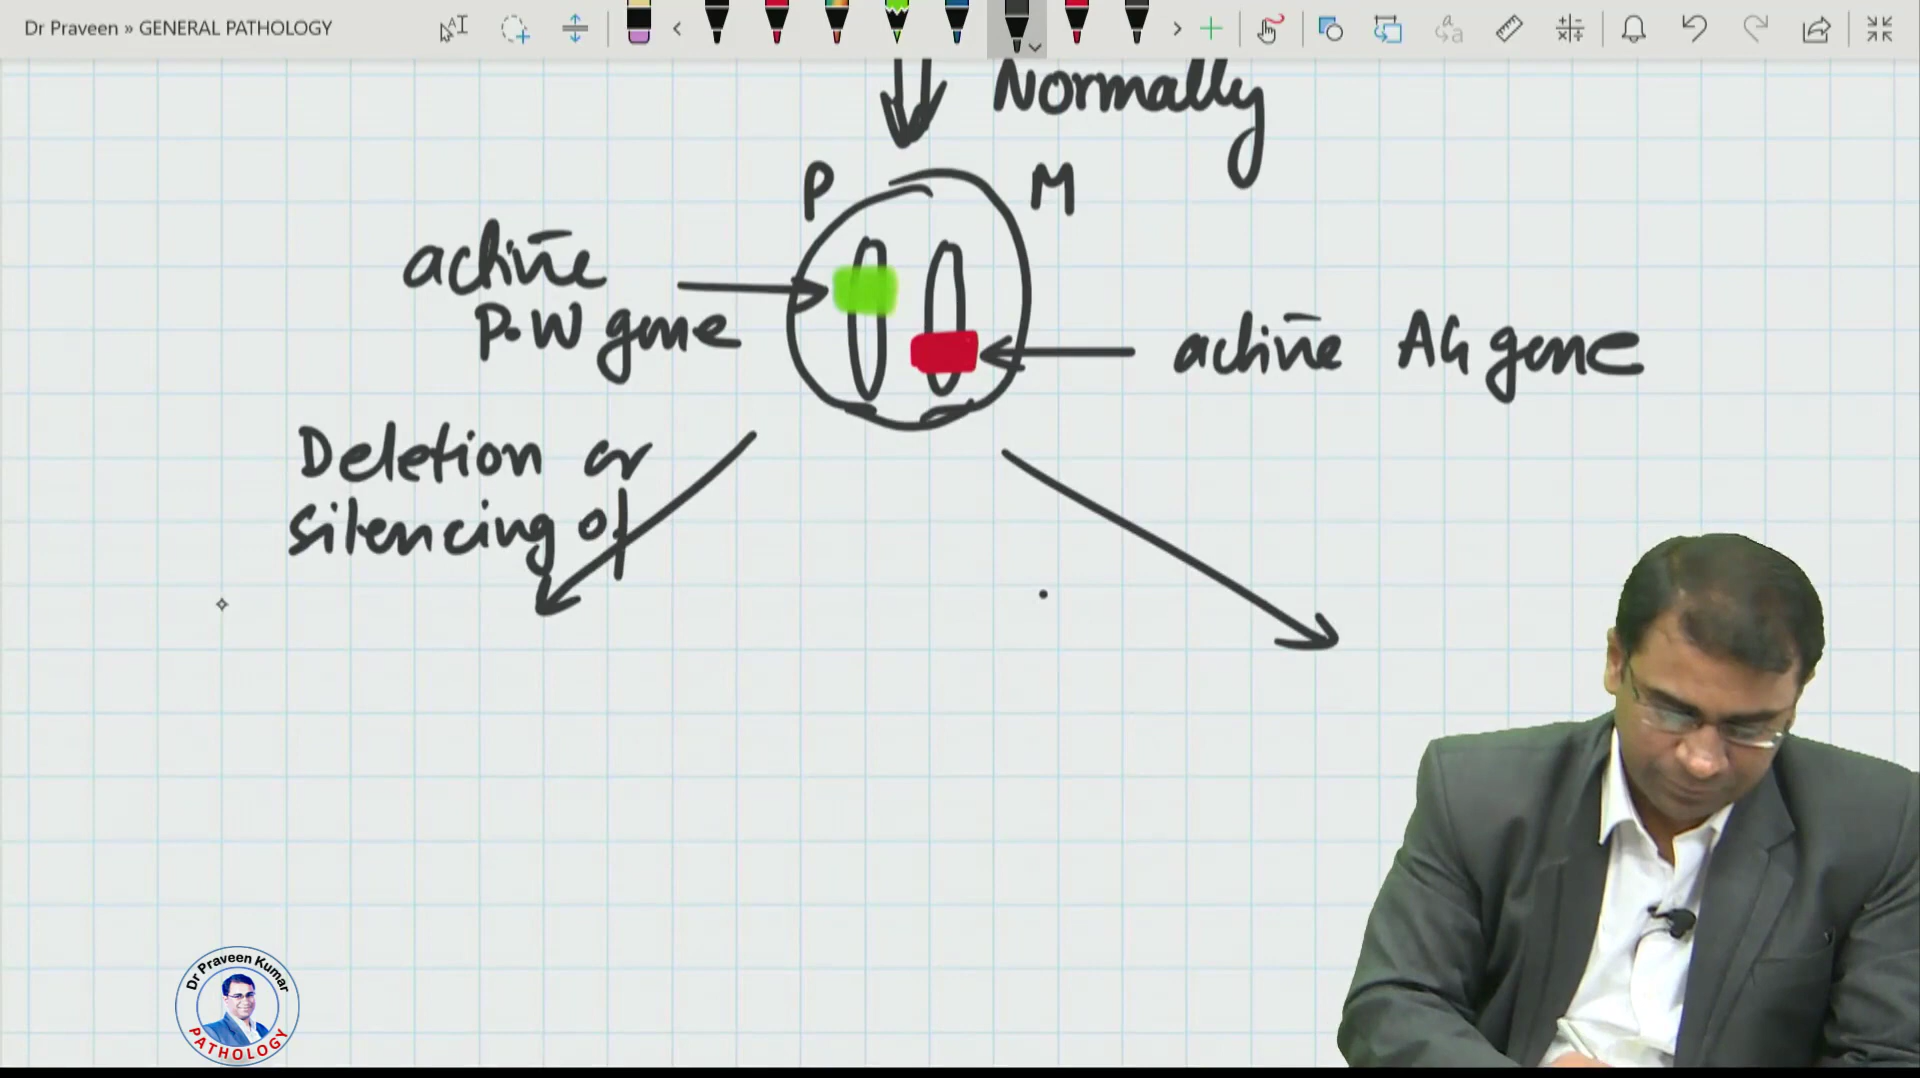 Dr Praveen » GENERAL PATHOLOGY
Normally
P
M
active
P.W gene
active AG gene
Deletion or
silencing of
Dr Praveen Kumar
PATHOLOGY